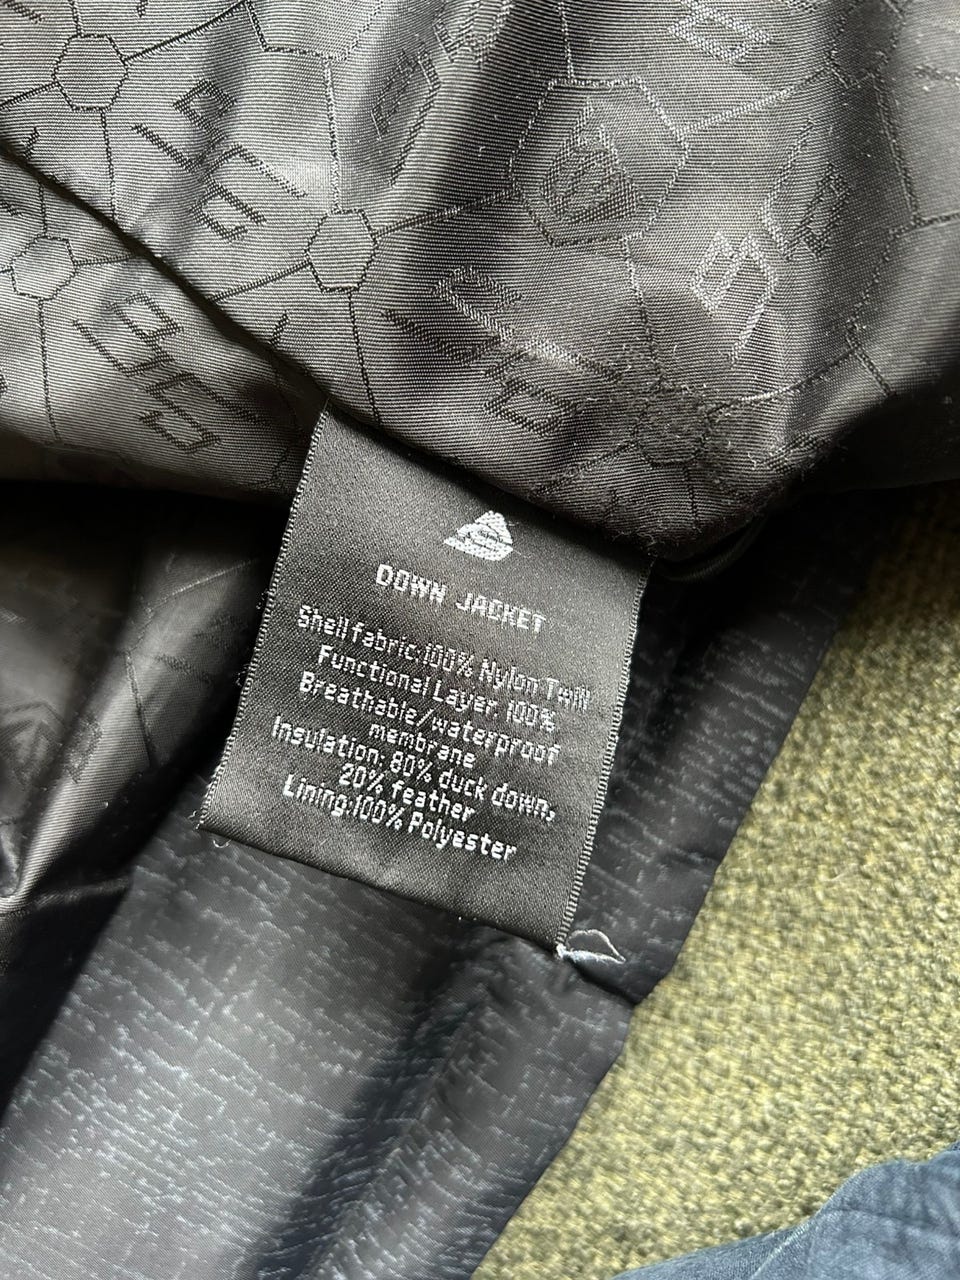 DOWN JACKET
Shell fabric:100% Nylon Twill
Functional Layer: 100%
Breathable/waterproof
membrane
Insulation: 80% duck down,
20% feather
Lining:100% Polyester